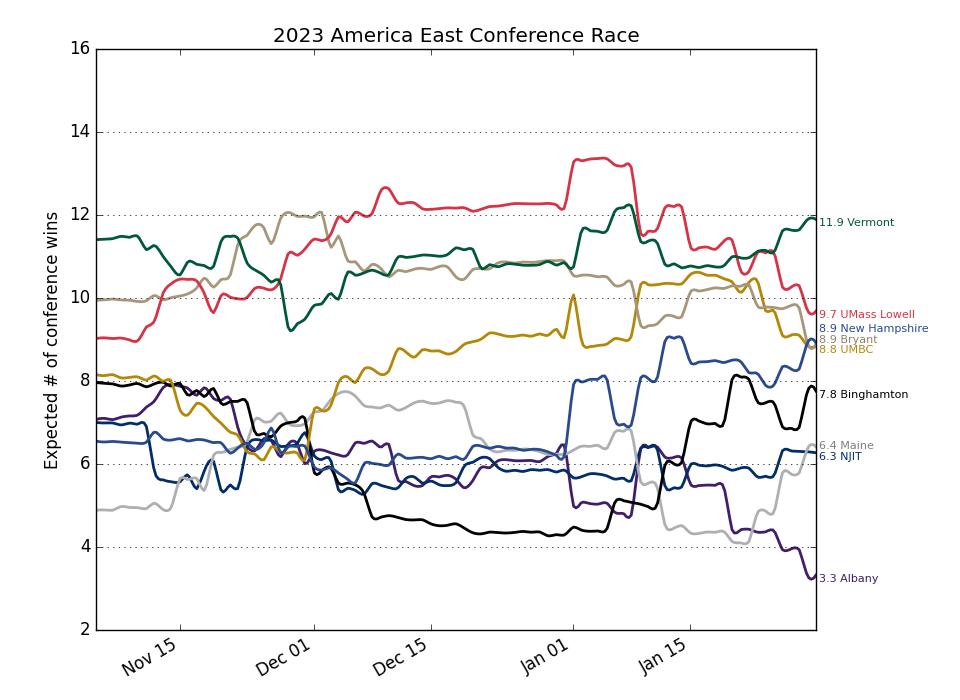 2023 America East Conference Race
Expected # of conference wins
16
14
12
10
8
6
4
2
Nov 15
Dec 01
Dec 15
Jan 01
Jan 15
11.9 Vermont
9.7 UMass Lowell
8.9 New Hampshire
8.9 Bryant
8.8 UMBC
7.8 Binghamton
6.4 Maine
6.3 NJIT
3.3 Albany